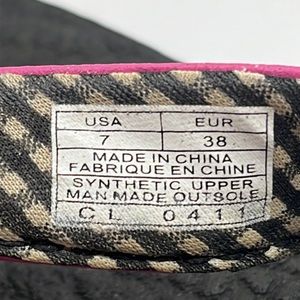 USA EUR
7 38
MADE IN CHINA
FABRIQUE EN CHINE
SYNTHETIC UPPER
MAN MADE OUTSOLE
CL 0411